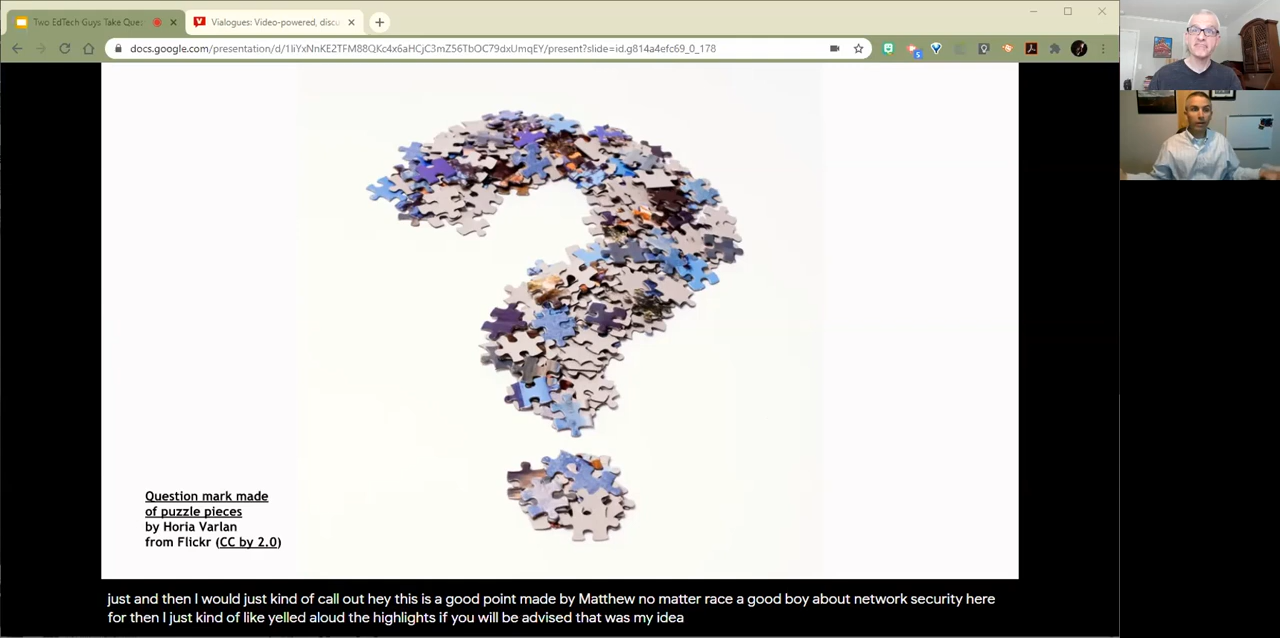 Two EdTech Guys Take Que
Vialogues: Video-powered, discu
docs.google.com/presentation/d/1IiYxNnKE2TFM88QKc4x6aHCjC3mZ56TbOC79dxUmqEY/present?slide=id.g814a4efc69_0_178
Question mark made
of puzzle pieces
by Horia Varlan
from Flickr (CC by 2.0)
just and then I would just kind of call out hey this is a good point made by Matthew no matter race a good boy about network security here
for then I just kind of like yelled aloud the highlights if you will be advised that was my idea